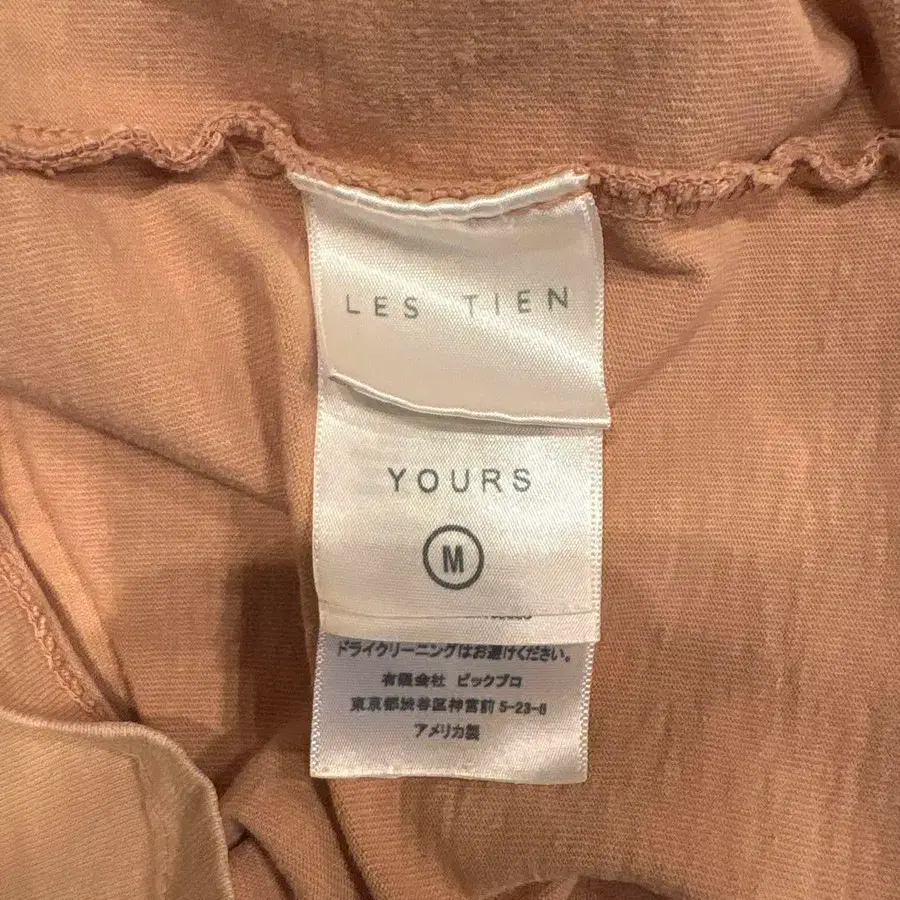 LES TIEN
YOURS
M
ドライクリーニングはお避けください。
有限会社 ビックプロ
東京都渋谷区神宮前 5-23-8
アメリカ製